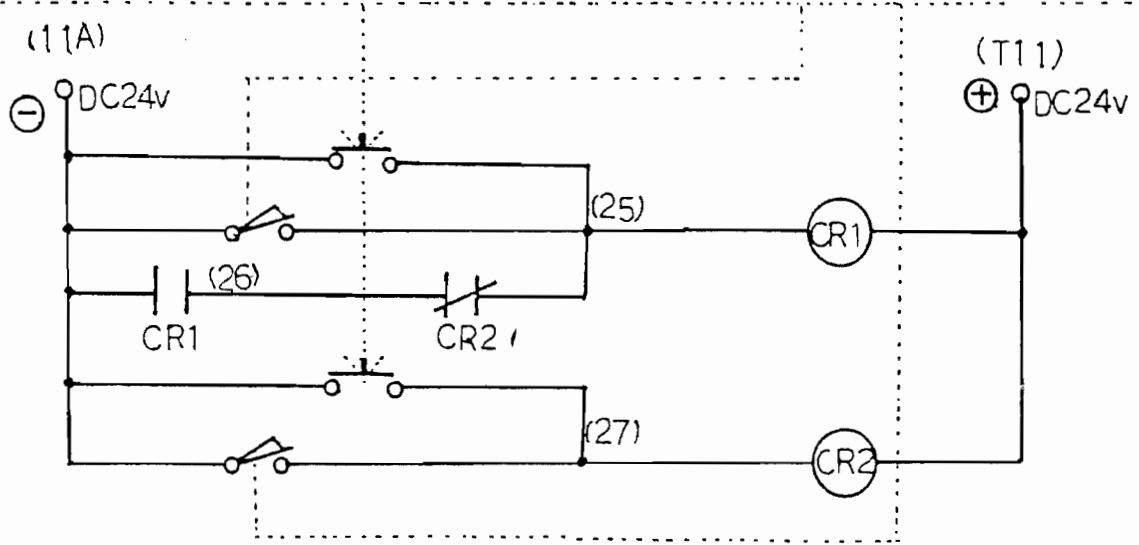 (11A)
(T11)
⊖ DC24v
⊕ DC24v
(25)
CR1
(26)
CR1
CR2
(27)
CR2